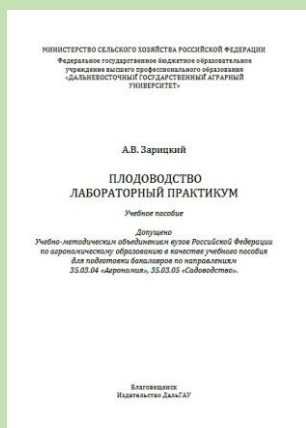 МИНИСТЕРСТВО СЕЛЬСКОГО ХОЗЯЙСТВА РОССИЙСКОЙ ФЕДЕРАЦИИ
Федеральное государственное бюджетное образовательное
учреждение высшего профессионального образования
«ДАЛЬНЕВОСТОЧНЫЙ ГОСУДАРСТВЕННЫЙ АГРАРНЫЙ
УНИВЕРСИТЕТ»
А.В. Зарицкий
ПЛОДОВОДСТВО
ЛАБОРАТОРНЫЙ ПРАКТИКУМ
Учебное пособие
Допущено
Учебно-методическим объединением вузов Российской Федерации
по агрономическому образованию в качестве учебного пособия
для подготовки бакалавров по направлениям
35.03.04 «Агрономия», 35.03.05 «Садоводство».
Благовещенск
Издательство ДальГАУ